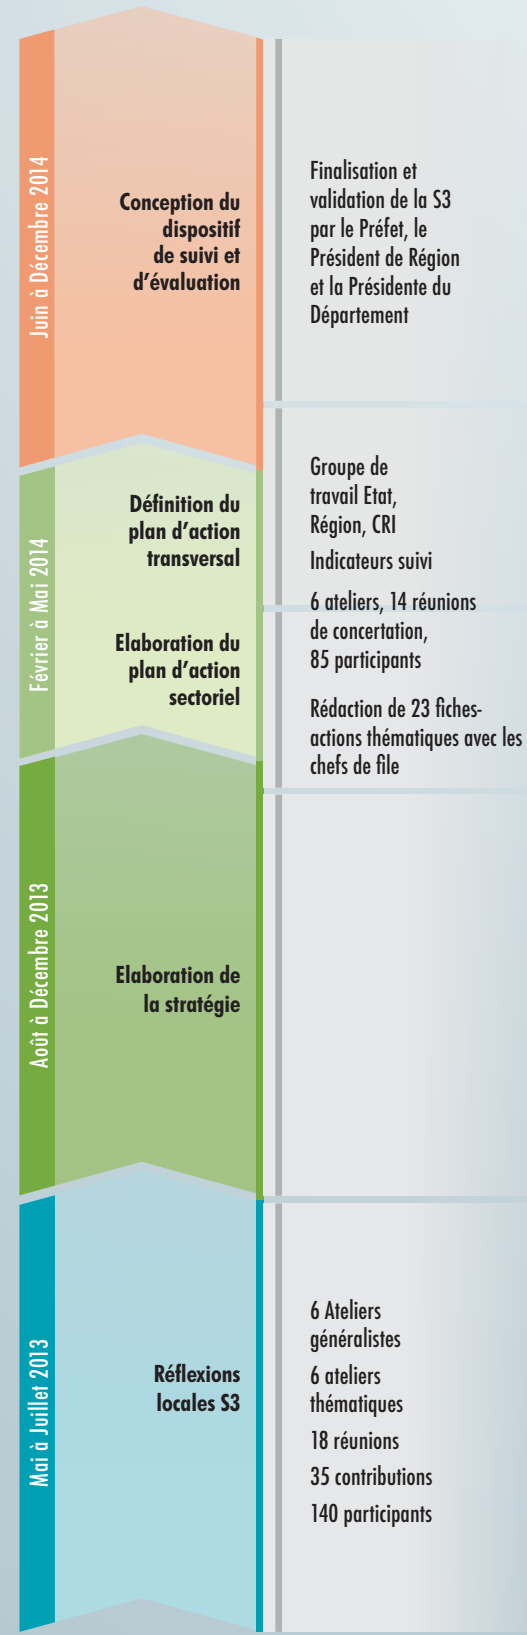 Juin à Décembre 2014
Conception du
dispositif
de suivi et
d’évaluation
Finalisation et
validation de la S3
par le Préfet, le
Président de Région
et la Présidente du
Département
Février à Mai 2014
Définition du
plan d’action
transversal
Groupe de
travail Etat,
Région, CRI
Indicateurs suivi
Elaboration du
plan d’action
sectoriel
6 ateliers, 14 réunions
de concertation,
85 participants
Rédaction de 23 fiches-
actions thématiques avec les
chefs de file
Août à Décembre 2013
Elaboration de
la stratégie
Mai à Juillet 2013
Réflexions
locales S3
6 Ateliers
généralistes
6 ateliers
thématiques
18 réunions
35 contributions
140 participants